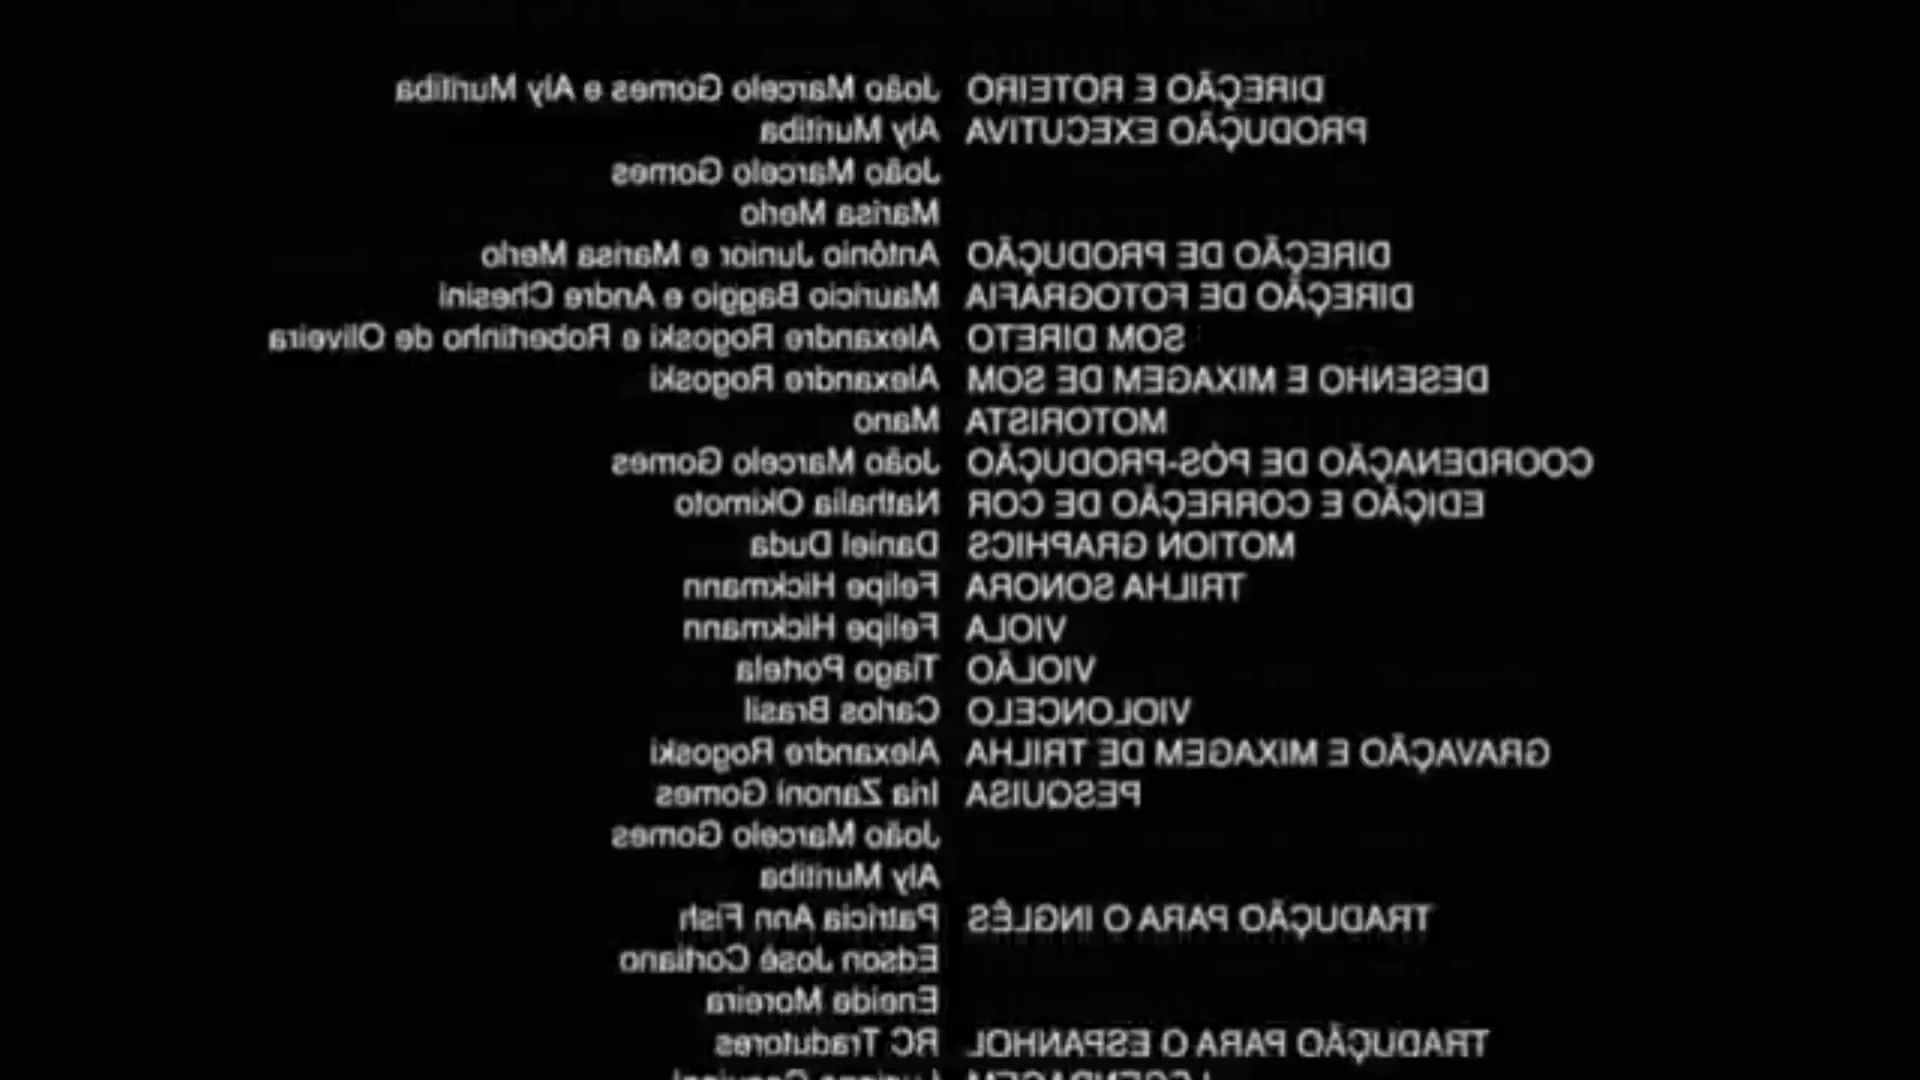 DIREÇÃO E ROTEIRO João Marcelo Gomes e Aly Muritiba
PRODUÇÃO EXECUTIVA Aly Muritiba
João Marcelo Gomes
Marisa Merlo
DIREÇÃO DE PRODUÇÃO Antônio Junior e Marisa Merlo
DIREÇÃO DE FOTOGRAFIA Mauricio Baggio e Andre Chesini
SOM DIRETO Alexandre Rogoski e Robertinho de Oliveira
DESENHO E MIXAGEM DE SOM Alexandre Rogoski
MOTORISTA Mano
COORDENAÇÃO DE PÓS-PRODUÇÃO João Marcelo Gomes
EDIÇÃO E CORREÇÃO DE COR Nathalia Okimoto
MOTION GRAPHICS Daniel Duda
TRILHA SONORA Felipe Hickmann
VIOLA Felipe Hickmann
VIOLÃO Tiago Portela
VIOLONCELO Carlos Brasil
GRAVAÇÃO E MIXAGEM DE TRILHA Alexandre Rogoski
PESQUISA Iria Zanoni Gomes
João Marcelo Gomes
Aly Muritiba
TRADUÇÃO PARA O INGLÊS Patrícia Ann Fish
Edson José Cortiano
Eneida Moreira
TRADUÇÃO PARA O ESPANHOL RC Tradutores
LEGENDAGEM